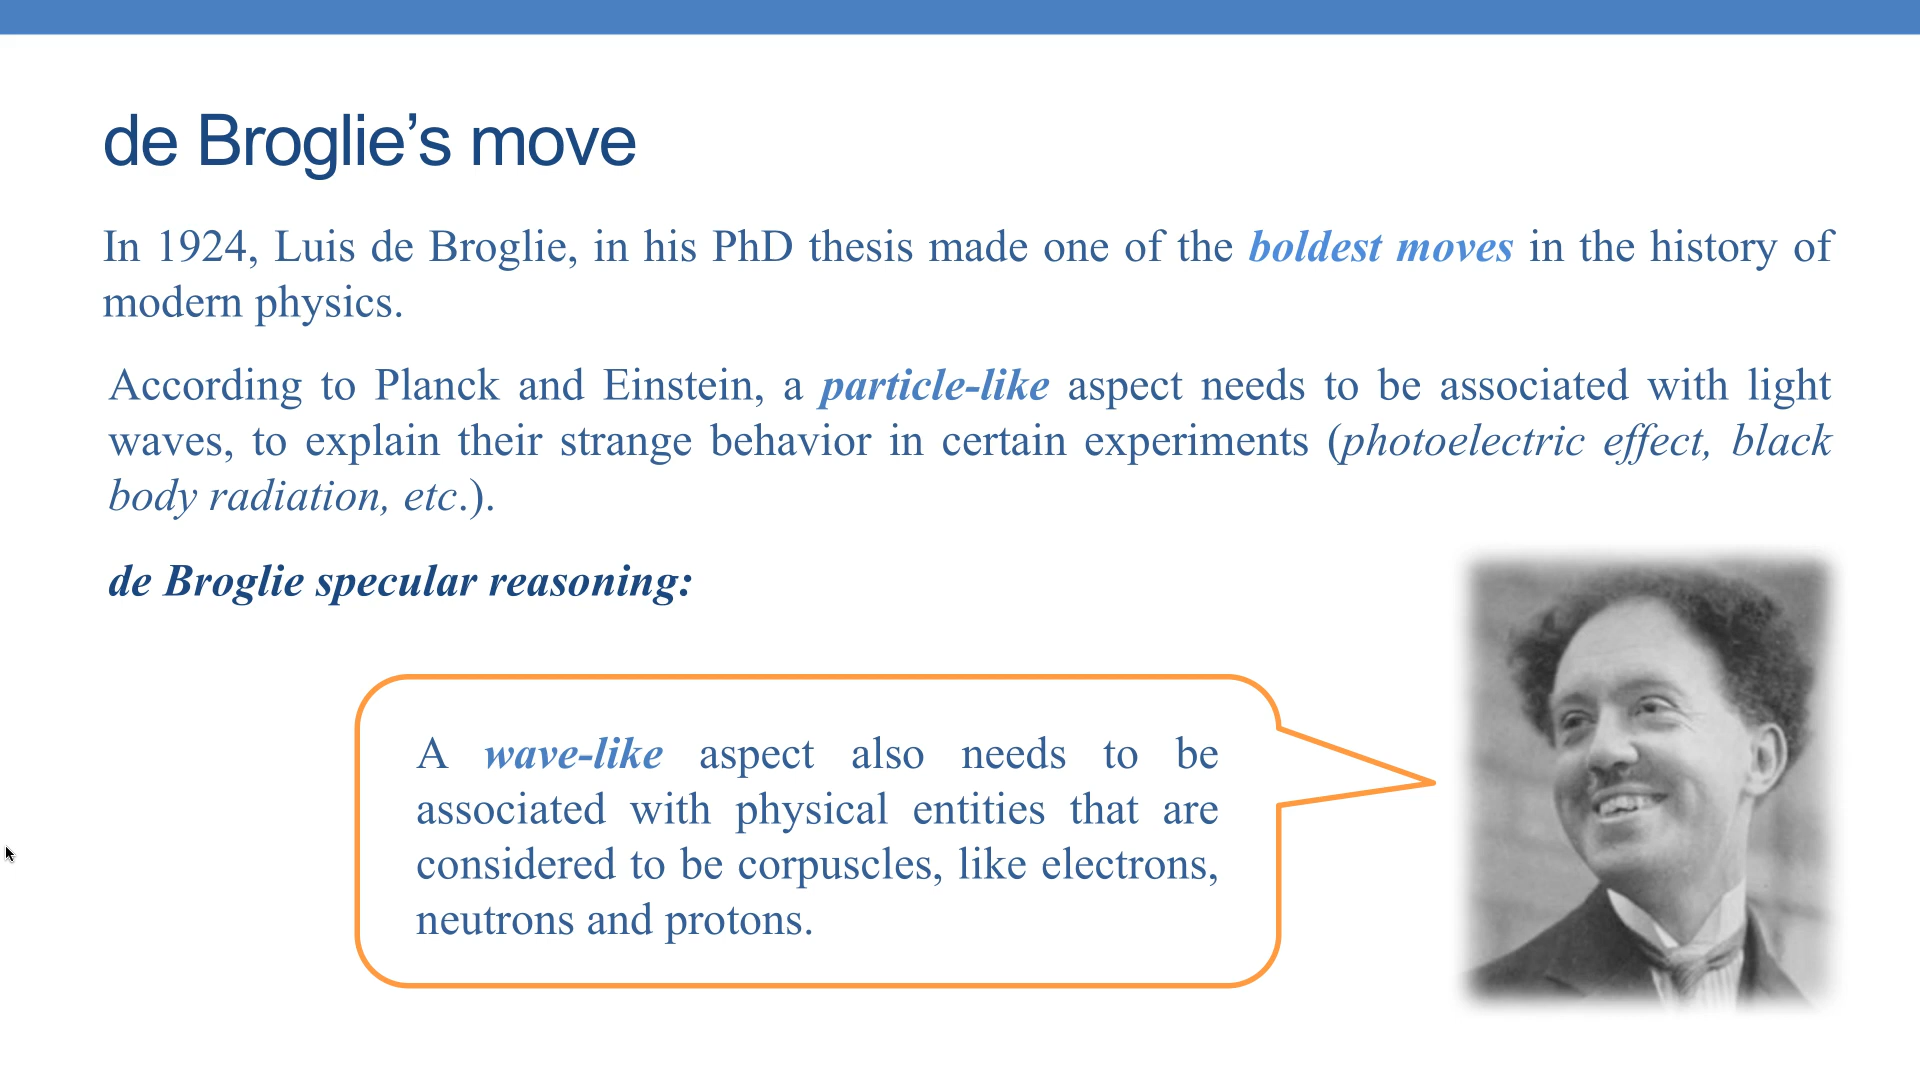 de Broglie’s move
In 1924, Luis de Broglie, in his PhD thesis made one of the boldest moves in the history of
modern physics.
According to Planck and Einstein, a particle-like aspect needs to be associated with light
waves, to explain their strange behavior in certain experiments (photoelectric effect, black
body radiation, etc.).
de Broglie specular reasoning:
A wave-like aspect also needs to be
associated with physical entities that are
considered to be corpuscles, like electrons,
neutrons and protons.